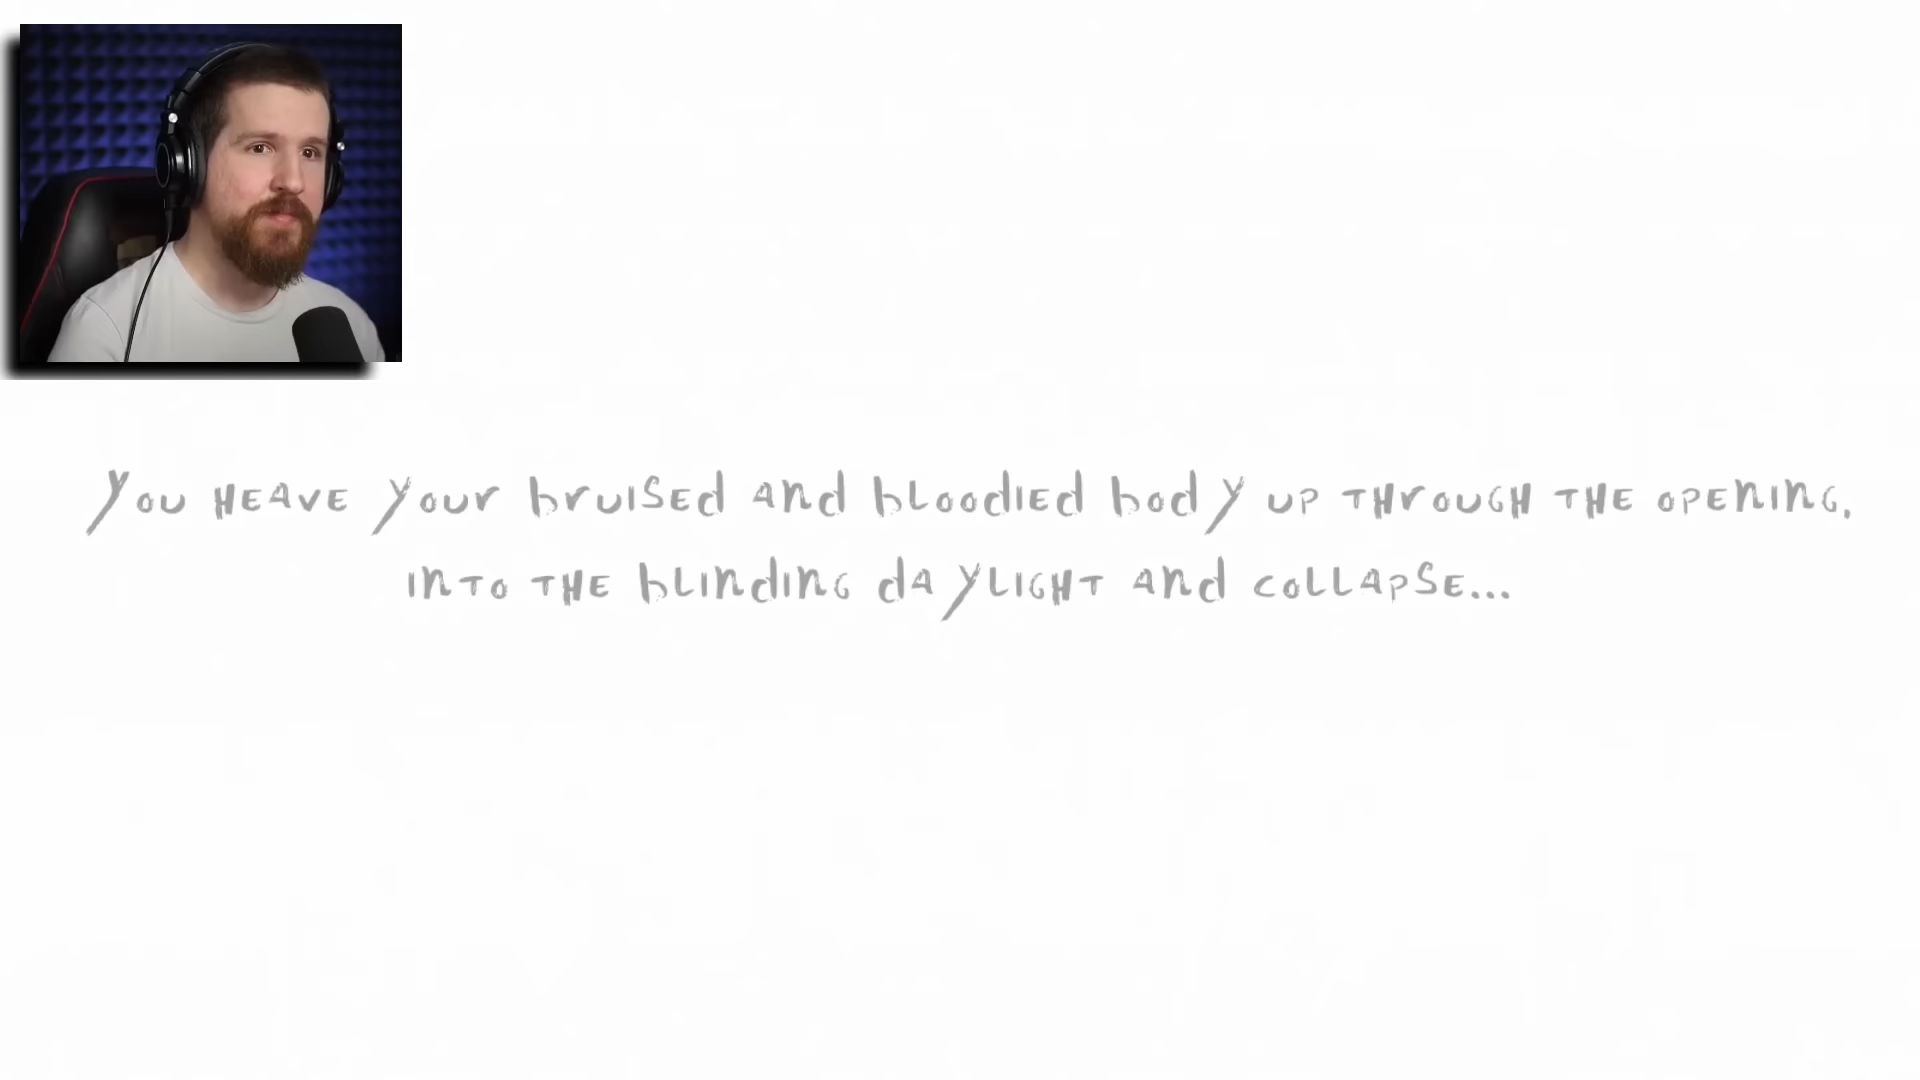 You heave your bruised and bloodied body up through the opening,
into the blinding daylight and collapse...